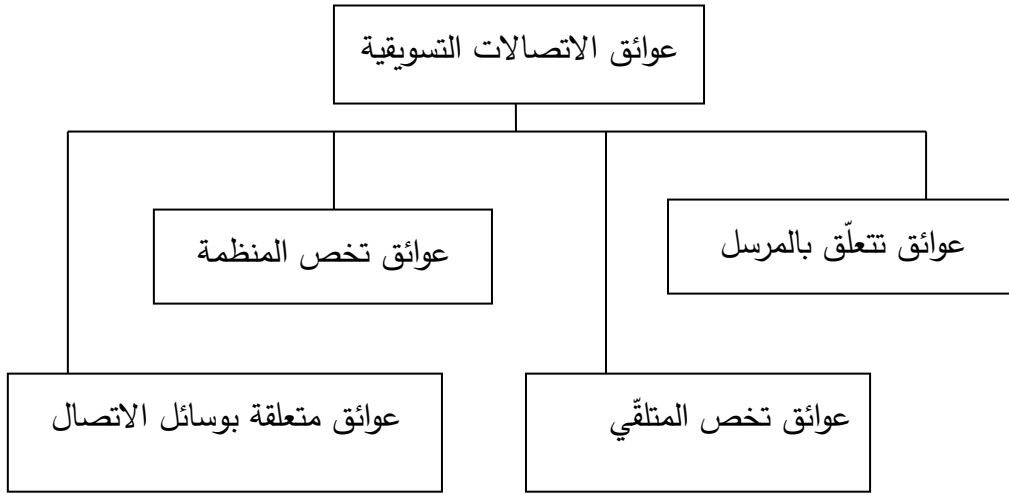 عوائق الاتصالات التسويقية
عوائق تتعلّق بالمرسل
عوائق تخص المنظمة
عوائق تخص المتلقّي
عوائق متعلقة بوسائل الاتصال